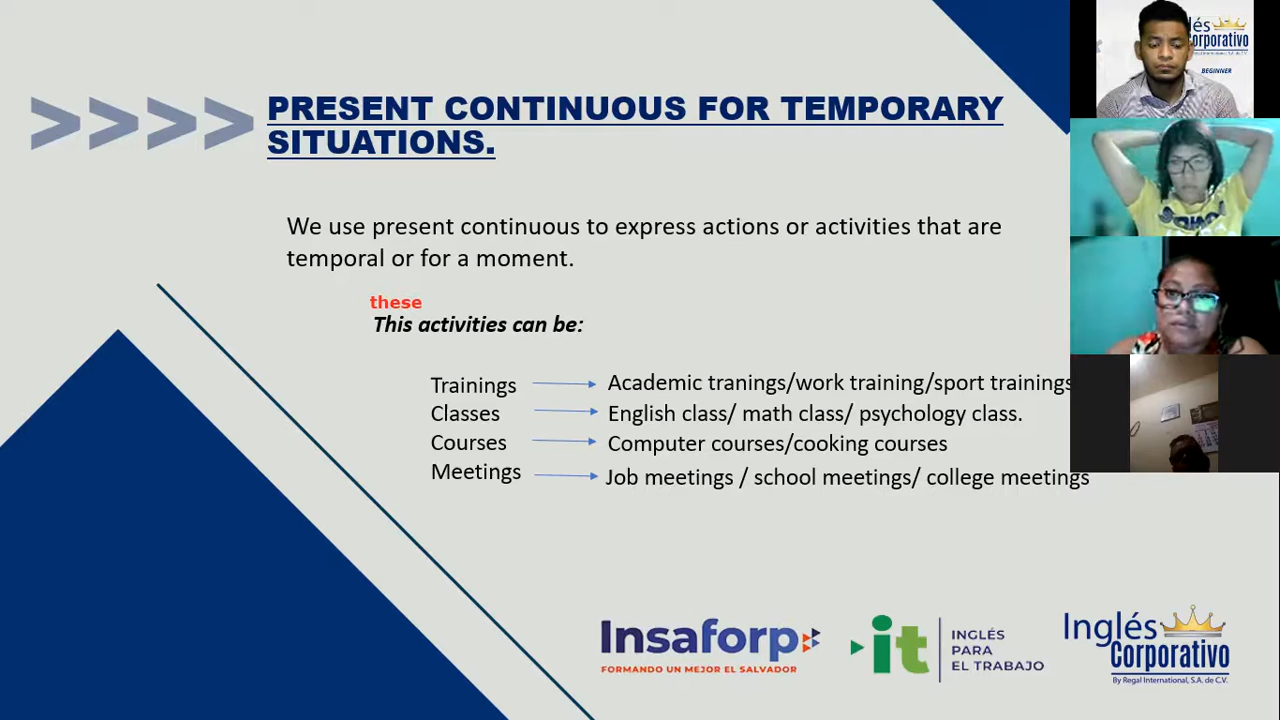 >>>> PRESENT CONTINUOUS FOR TEMPORARY
SITUATIONS.
We use present continuous to express actions or activities that are
temporal or for a moment.
these
This activities can be:
Trainings Academic tranings/work training/sport trainings
Classes English class/ math class/ psychology class.
Courses Computer courses/cooking courses
Meetings Job meetings / school meetings/ college meetings
Insaforp
FORMANDO UN MEJOR EL SALVADOR
it
INGLÉS
PARA
EL TRABAJO
Inglés
Corporativo
By Regal International, S.A. de C.V.
lés
Corporativo
BEGINNER